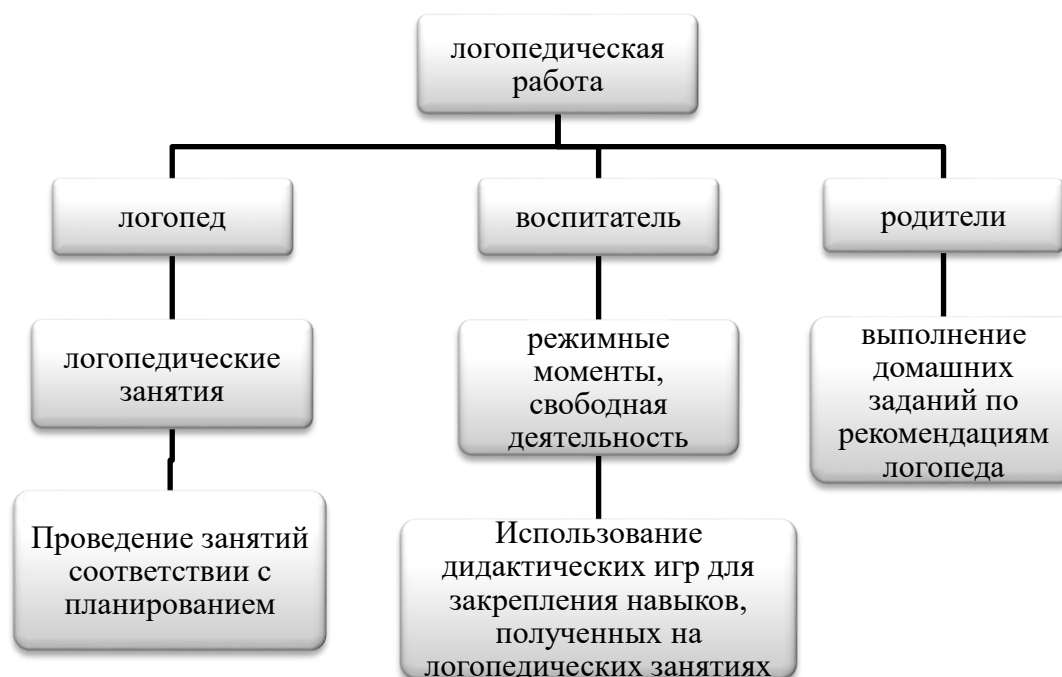 логопедическая
работа
логопед
воспитатель
родители
логопедические
занятия
режимные
моменты,
свободная
деятельность
выполнение
домашних
заданий по
рекомендациям
логопеда
Проведение занятий
соответствии с
планированием
Использование
дидактических игр для
закрепления навыков,
полученных на
логопедических занятиях